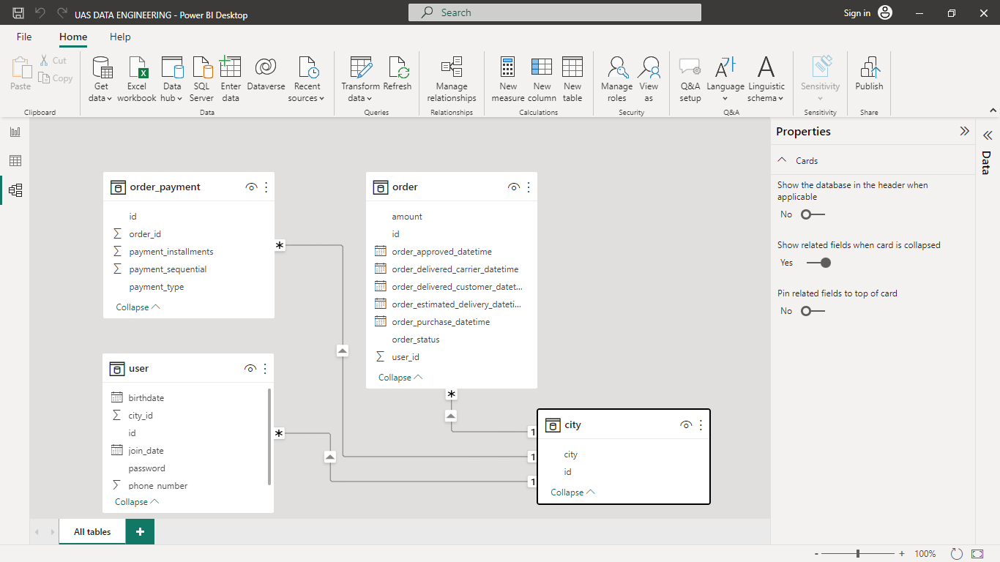 UAS DATA ENGINEERING - Power BI Desktop
Search
Sign in
File
Home
Help
Paste
Cut
Copy
Clipboard
Get data
Excel workbook
Data hub
SQL Server
Enter data
Dataverse
Recent sources
Data
Transform data
Refresh
Queries
Manage relationships
Relationships
New measure
New column
New table
Calculations
Manage roles
View as
Security
Q&A setup
Language
Linguistic schema
Q&A
Sensitivity
Sensitivity
Publish
Share
order_payment
id
order_id
payment_installments
payment_sequential
payment_type
Collapse
order
amount
id
order_approved_datetime
order_delivered_carrier_datetime
order_delivered_customer_datet...
order_estimated_delivery_dateti...
order_purchase_datetime
order_status
user_id
Collapse
user
birthdate
city_id
id
join_date
password
phone_number
Collapse
city
city
id
Collapse
*
*
*
1
1
1
Properties
Cards
Show the database in the header when
applicable
No
Show related fields when card is collapsed
Yes
Pin related fields to top of card
No
Data
All tables
+
- + 100%